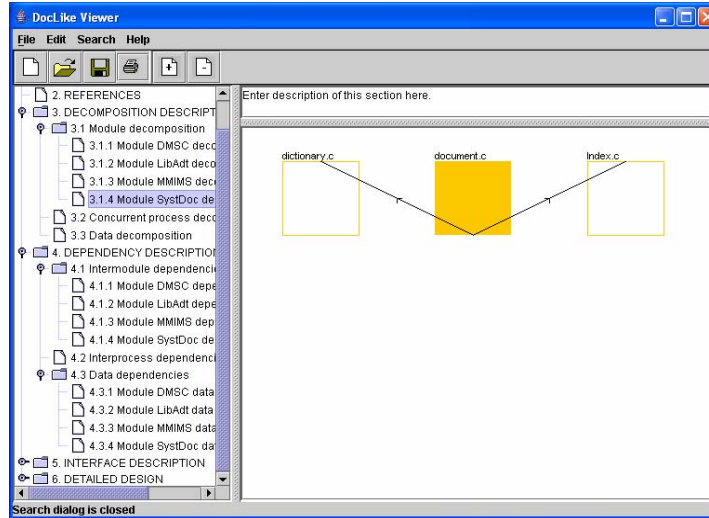 DocLike Viewer
File Edit Search Help
2. REFERENCES
3. DECOMPOSITION DESCRIPT
3.1 Module decomposition
3.1.1 Module DMSC deco
3.1.2 Module LibAdt deco
3.1.3 Module MMIMS dec
3.1.4 Module SystDoc de
3.2 Concurrent process deco
3.3 Data decomposition
4. DEPENDENCY DESCRIPTION
4.1 Intermodule dependenci
4.1.1 Module DMSC depe
4.1.2 Module LibAdt depe
4.1.3 Module MMIMS dep
4.1.4 Module SystDoc de
4.2 Interprocess dependenci
4.3 Data dependencies
4.3.1 Module DMSC data
4.3.2 Module LibAdt data
4.3.3 Module MMIMS data
4.3.4 Module SystDoc da
5. INTERFACE DESCRIPTION
6. DETAILED DESIGN
Enter description of this section here.
dictionary.c document.c Index.c
Search dialog is closed